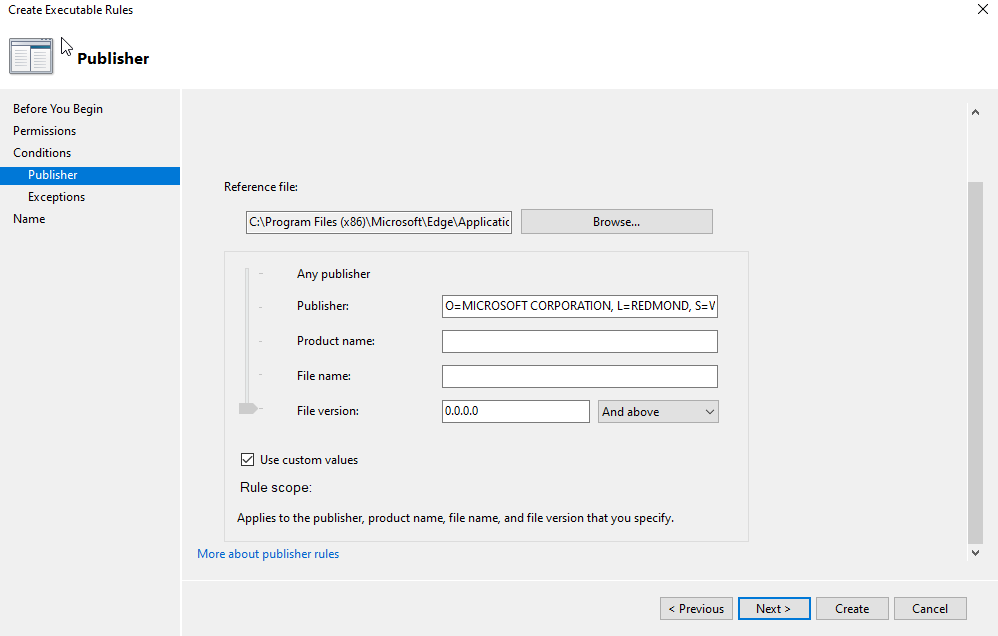 Create Executable Rules
Publisher
Before You Begin
Permissions
Conditions
Publisher
Exceptions
Name
Reference file:
C:\Program Files (x86)\Microsoft\Edge\Applicatic
Browse...
Any publisher
Publisher:
O=MICROSOFT CORPORATION, L=REDMOND, S=W
Product name:
File name:
File version:
0.0.0.0
And above
Use custom values
Rule scope:
Applies to the publisher, product name, file name, and file version that you specify.
More about publisher rules
< Previous
Next >
Create
Cancel